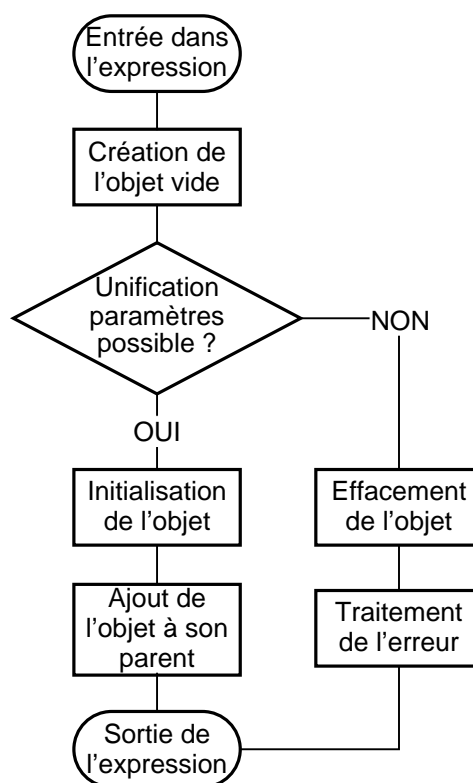 Entrée dans
l’expression
Création de
l’objet vide
Unification
paramètres
possible ?
NON
OUI
Initialisation
de l’objet
Effacement
de l’objet
Ajout de
l’objet à son
parent
Traitement
de l’erreur
Sortie de
l’expression